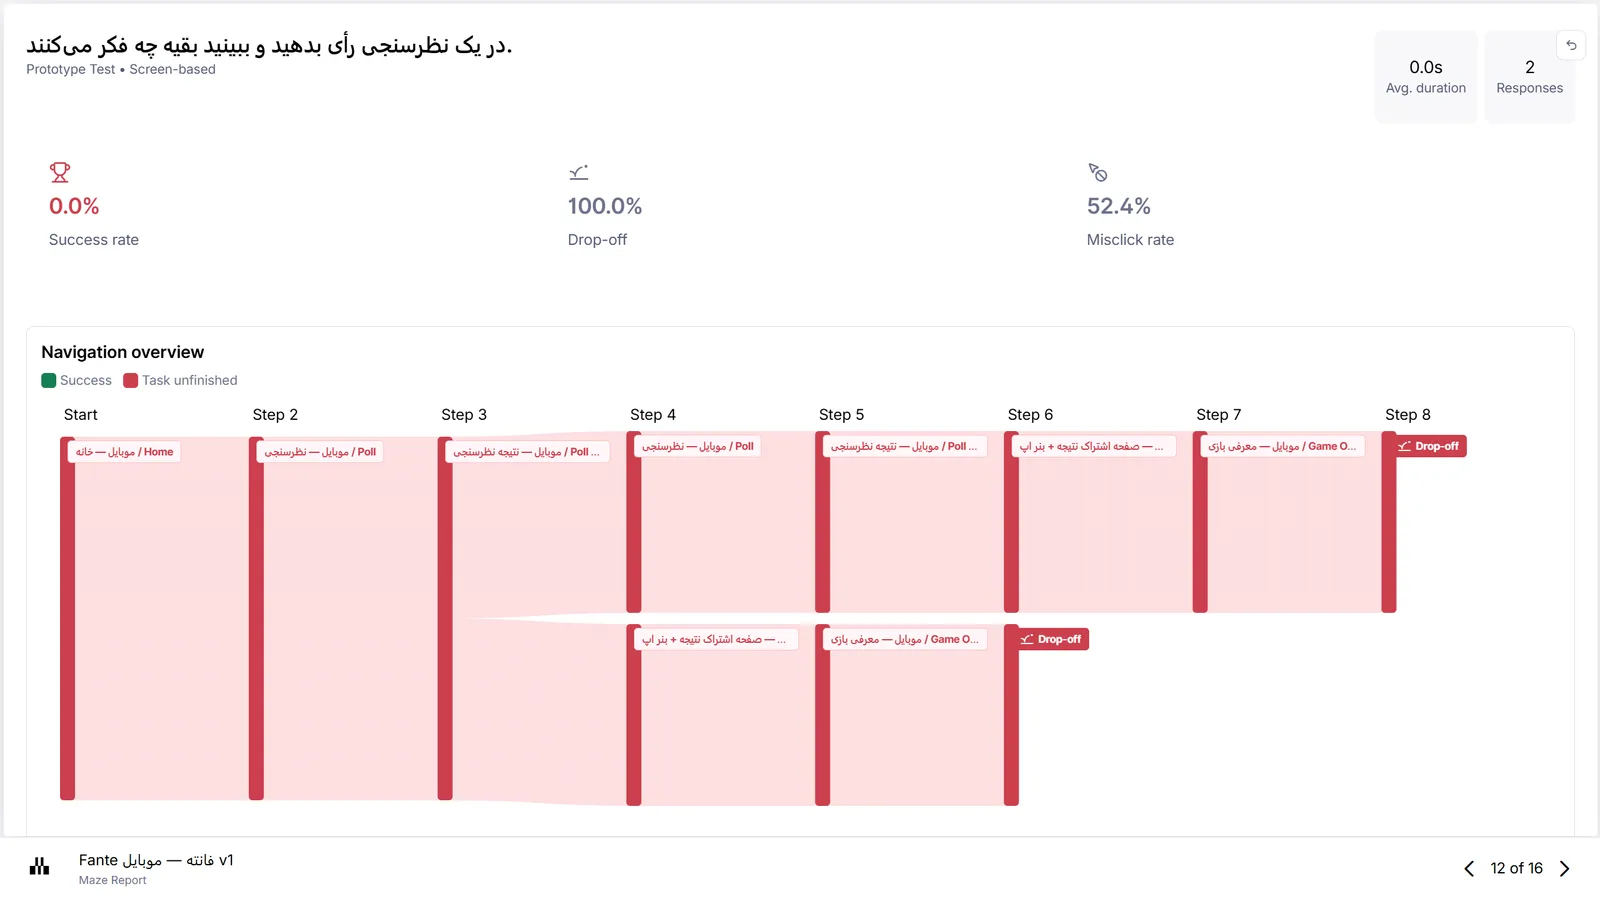 در یک نظرسنجی رأی بدهید و ببینید بقیه چه فکر می‌کنند.
Prototype Test • Screen-based
0.0s
Avg. duration
2
Responses
0.0%
Success rate
100.0%
Drop-off
52.4%
Misclick rate
Navigation overview
Success
Task unfinished
Start
Step 2
Step 3
Step 4
Step 5
Step 6
Step 7
Step 8
موبایل — خانه / Home
موبایل — نظرسنجی / Poll
موبایل — نتیجه نظرسنجی / Poll ...
موبایل — نظرسنجی / Poll
موبایل — نتیجه نظرسنجی / Poll ...
— صفحه اشتراک نتیجه + بنر اپ ...
موبایل — معرفی بازی / Game O...
Drop-off
— صفحه اشتراک نتیجه + بنر اپ ...
موبایل — معرفی بازی / Game O...
Drop-off
Fante فانته — موبایل v1
Maze Report
12 of 16